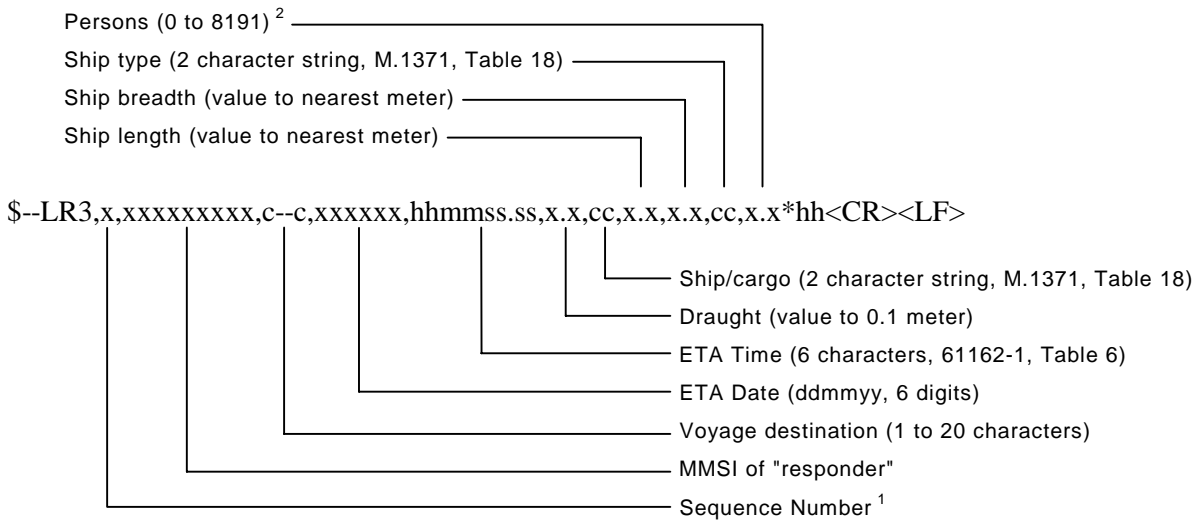 Persons (0 to 8191) 2
Ship type (2 character string, M.1371, Table 18)
Ship breadth (value to nearest meter)
Ship length (value to nearest meter)
$--LR3,x,xxxxxxxxx,c--c,xxxxxx,hhmmss.ss,x.x,cc,x.x,x.x,cc,x.x*hh<CR><LF>
Ship/cargo (2 character string, M.1371, Table 18)
Draught (value to 0.1 meter)
ETA Time (6 characters, 61162-1, Table 6)
ETA Date (ddmmyy, 6 digits)
Voyage destination (1 to 20 characters)
MMSI of "responder"
Sequence Number 1